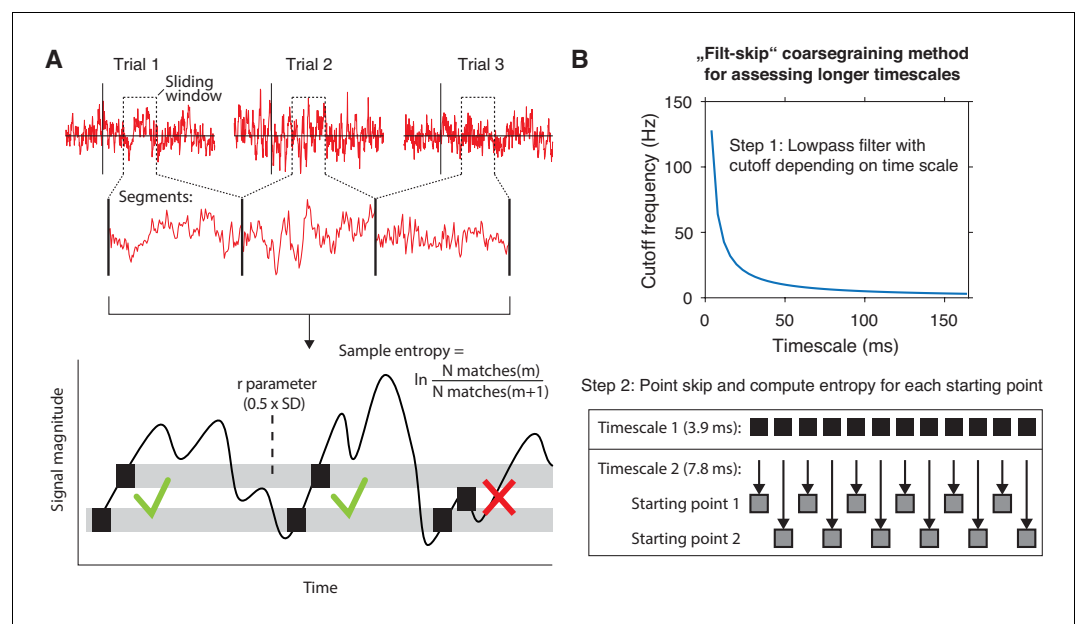 A
Trial 1
Trial 2
Trial 3
Sliding
window
Segments:
Sample entropy =
ln N matches(m)
N matches(m+1)
r parameter
(0.5 x SD)
Signal magnitude
Time
B
„Filt-skip“ coarsegraining method
for assessing longer timescales
150
100
50
0
Cutoff frequency (Hz)
Step 1: Lowpass filter with
cutoff depending on time scale
0
50
100
150
Timescale (ms)
Step 2: Point skip and compute entropy for each starting point
Timescale 1 (3.9 ms):
Timescale 2 (7.8 ms):
Starting point 1
Starting point 2